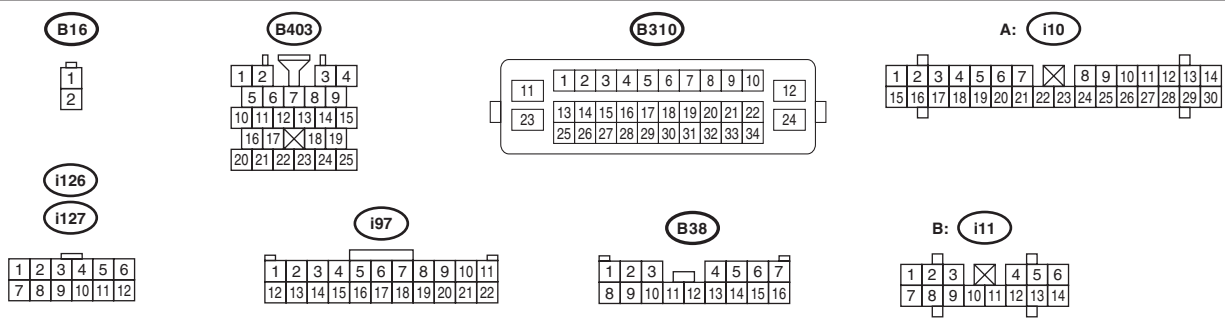 B16
1
2
B403
1 2 3 4
5 6 7 8 9
10 11 12 13 14 15
16 17 18 19
20 21 22 23 24 25
B310
11 1 2 3 4 5 6 7 8 9 10 12
23 13 14 15 16 17 18 19 20 21 22 24
25 26 27 28 29 30 31 32 33 34
A: i10
1 2 3 4 5 6 7 8 9 10 11 12 13 14
15 16 17 18 19 20 21 22 23 24 25 26 27 28 29 30
i126
i127
1 2 3 4 5 6
7 8 9 10 11 12
i97
1 2 3 4 5 6 7 8 9 10 11
12 13 14 15 16 17 18 19 20 21 22
B38
1 2 3 4 5 6 7
8 9 10 11 12 13 14 15 16
B: i11
1 2 3 4 5 6
7 8 9 10 11 12 13 14